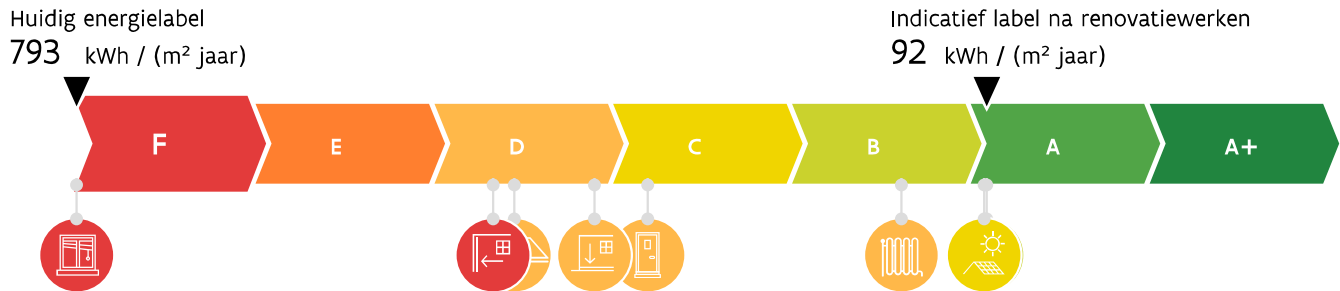 Huidig energielabel
793 kWh / (m² jaar)
Indicatief label na renovatiewerken
92 kWh / (m² jaar)
F E D C B A A+